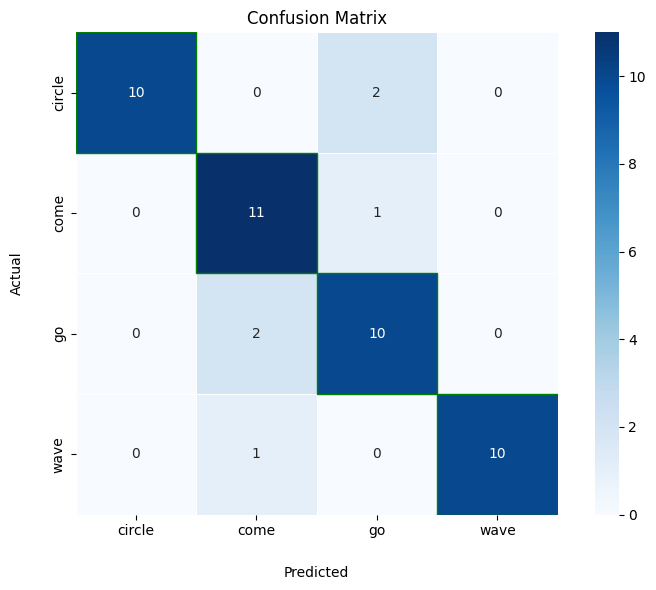 Confusion Matrix
Actual
circle 10 0 2 0
come 0 11 1 0
go 0 2 10 0
wave 0 1 0 10
circle come go wave
Predicted
10
8
6
4
2
0